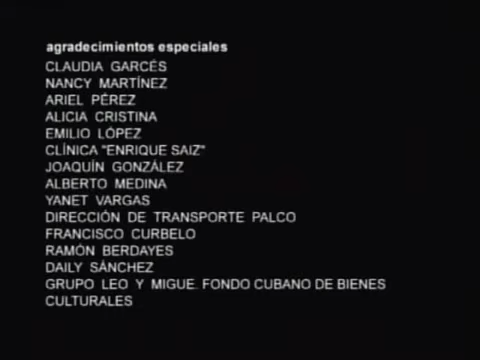 agradecimientos especiales
CLAUDIA GARCÉS
NANCY MARTÍNEZ
ARIEL PÉREZ
ALICIA CRISTINA
EMILIO LÓPEZ
CLÍNICA "ENRIQUE SAIZ"
JOAQUÍN GONZÁLEZ
ALBERTO MEDINA
YANET VARGAS
DIRECCIÓN DE TRANSPORTE PALCO
FRANCISCO CURBELO
RAMÓN BERDAYES
DAILY SÁNCHEZ
GRUPO LEO Y MIGUE. FONDO CUBANO DE BIENES
CULTURALES